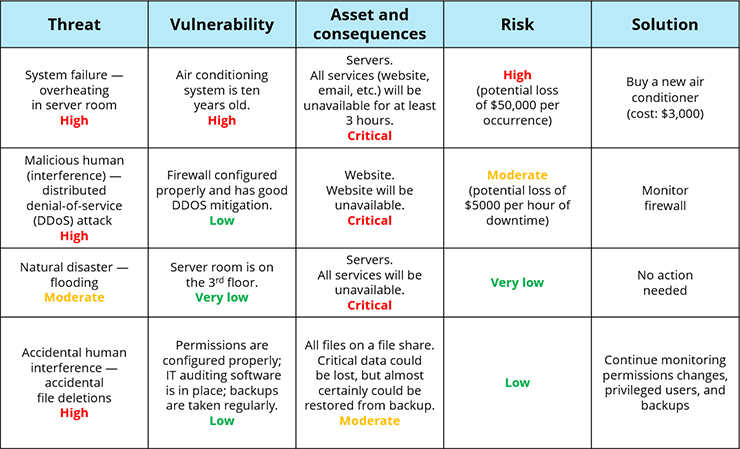 Threat
Vulnerability
Asset and
consequences
Risk
Solution
System failure —
overheating
in server room
High
Air conditioning
system is ten
years old.
High
Servers.
All services (website,
email, etc.) will be
unavailable for at least
3 hours.
Critical
High
(potential loss
of $50,000 per
occurrence)
Buy a new air
conditioner
(cost: $3,000)
Malicious human
(interference) —
distributed
denial-of-service
(DDoS) attack
High
Firewall configured
properly and has good
DDOS mitigation.
Low
Website.
Website will be
unavailable.
Critical
Moderate
(potential loss of
$5000 per hour of
downtime)
Monitor
firewall
Natural disaster —
flooding
Moderate
Server room is on
the 3rd floor.
Very low
Servers.
All services will be
unavailable.
Critical
Very low
No action
needed
Accidental human
interference —
accidental
file deletions
High
Permissions are
configured properly;
IT auditing software
is in place; backups
are taken regularly.
Low
All files on a file share.
Critical data could
be lost, but almost
certainly could be
restored from backup.
Moderate
Low
Continue monitoring
permissions changes,
privileged users, and
backups